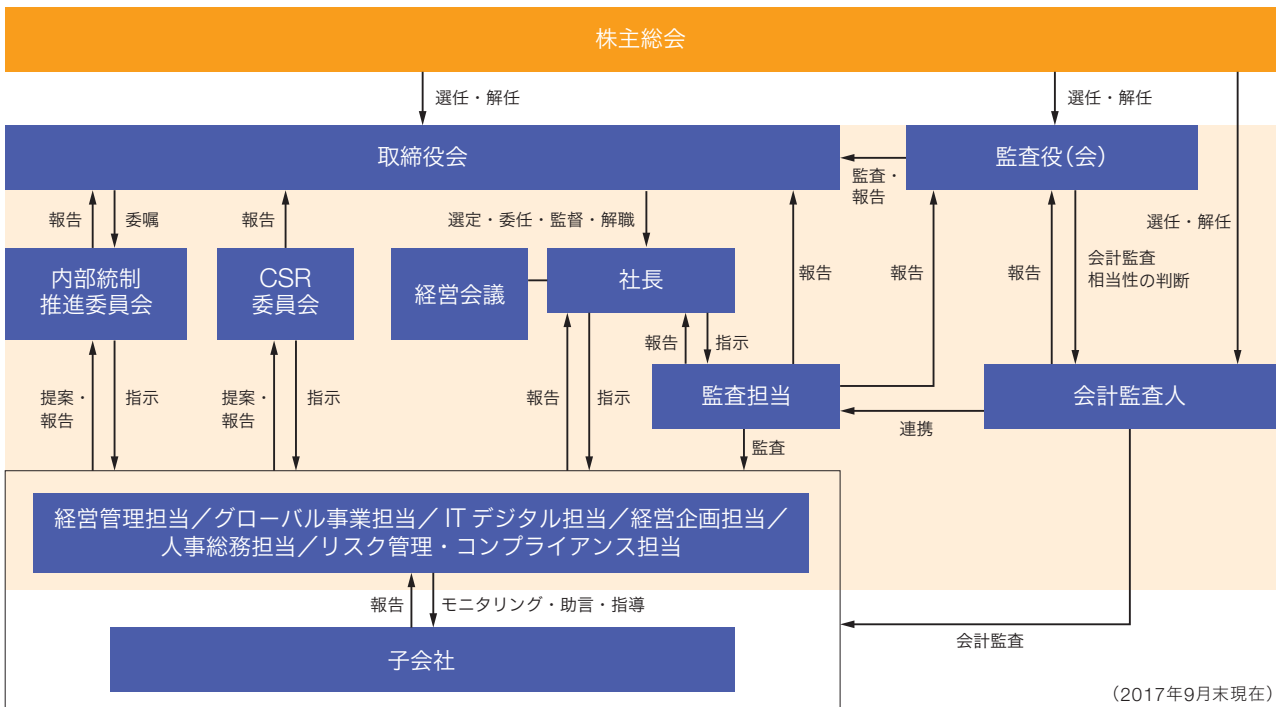 株主総会
選任・解任
選任・解任
取締役会
監査役(会)
監査・
報告
報告
委嘱
報告
選定・委任・監督・解職
選任・解任
内部統制
推進委員会
CSR
委員会
経営会議
社長
報告
報告
報告
会計監査
相当性の判断
報告
指示
監査担当
会計監査人
提案・
報告
指示
提案・
報告
指示
報告
指示
連携
監査
経営管理担当／グローバル事業担当／ITデジタル担当／経営企画担当／
人事総務担当／リスク管理・コンプライアンス担当
報告
モニタリング・助言・指導
子会社
会計監査
（2017年9月末現在）